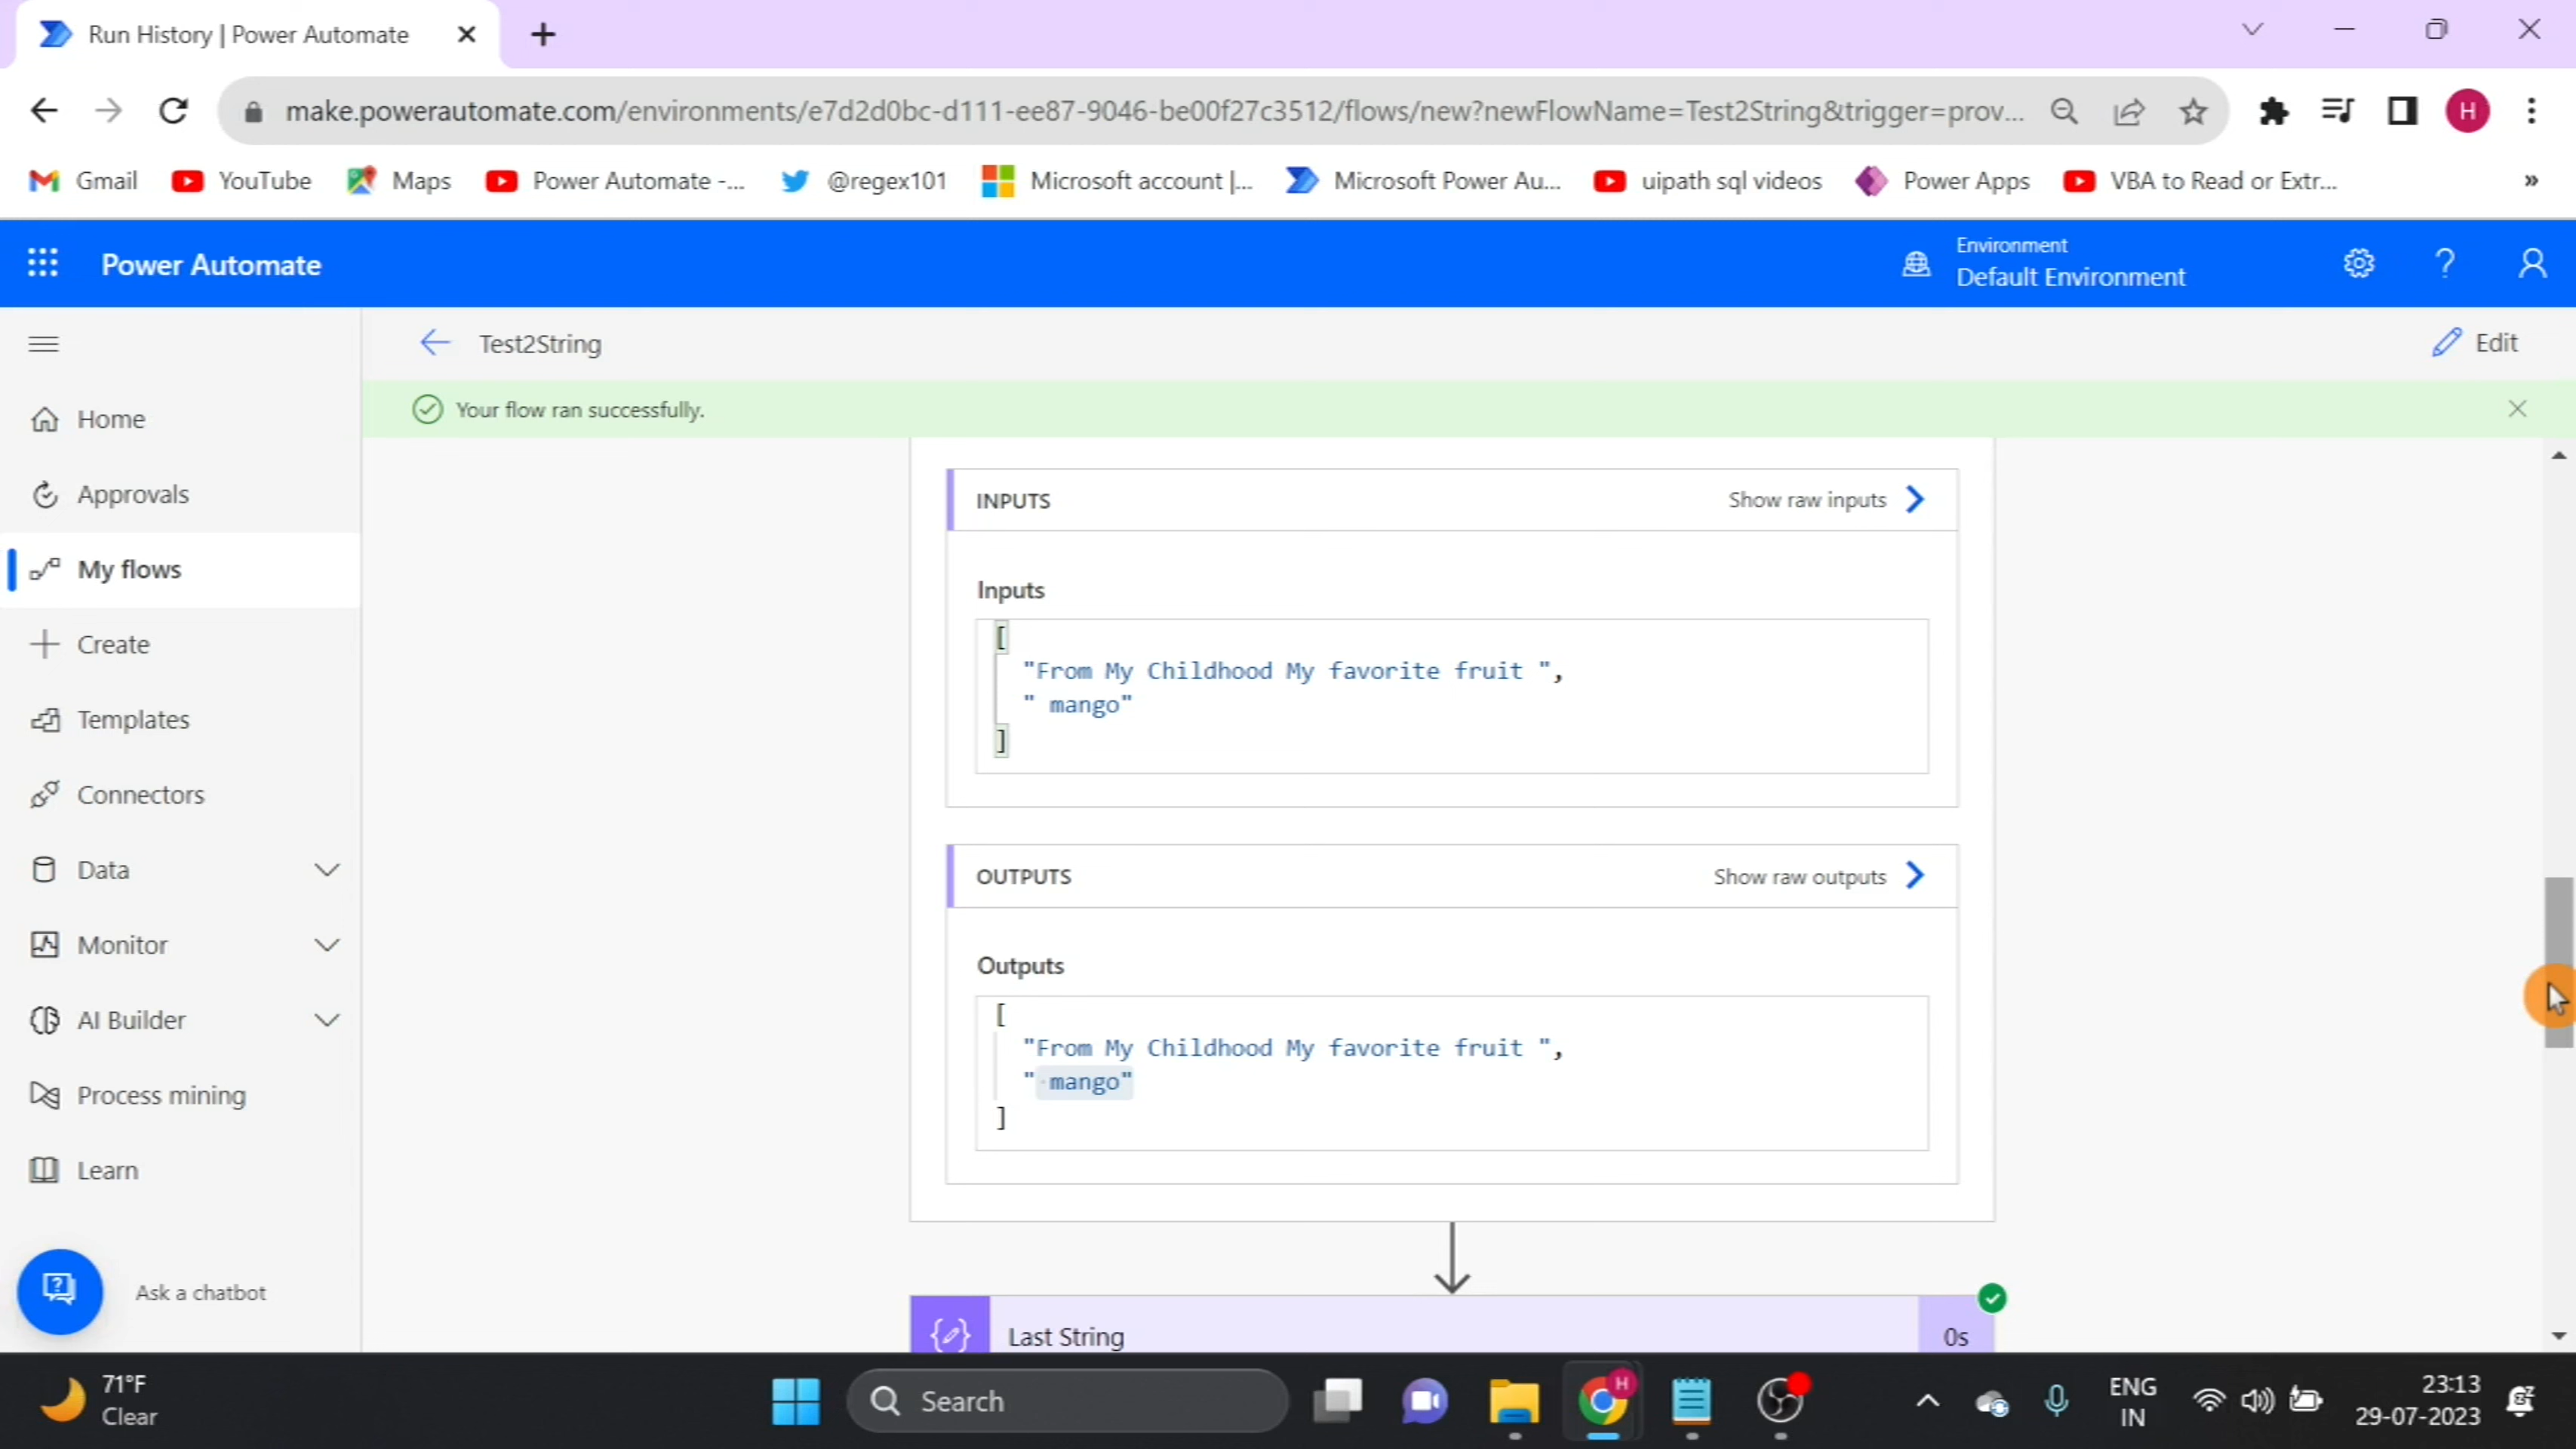 Run History | Power Automate
make.powerautomate.com/environments/e7d2d0bc-d111-ee87-9046-be00f27c3512/flows/new?newFlowName=Test2String&trigger=prov...
H
Gmail
YouTube
Maps
Power Automate -...
@regex101
Microsoft account |...
Microsoft Power Au...
uipath sql videos
Power Apps
VBA to Read or Extr...
»
Power Automate
Environment
Default Environment
?
Test2String
Edit
Your flow ran successfully.
Home
Approvals
My flows
Create
Templates
Connectors
Data
Monitor
AI Builder
Process mining
Learn
Ask a chatbot
INPUTS
Show raw inputs
Inputs
[
"From My Childhood My favorite fruit ",
" mango"
]
OUTPUTS
Show raw outputs
Outputs
[
"From My Childhood My favorite fruit ",
" mango"
]
Last String
0s
71°F
Clear
Search
H
ENG
IN
23:13
29-07-2023